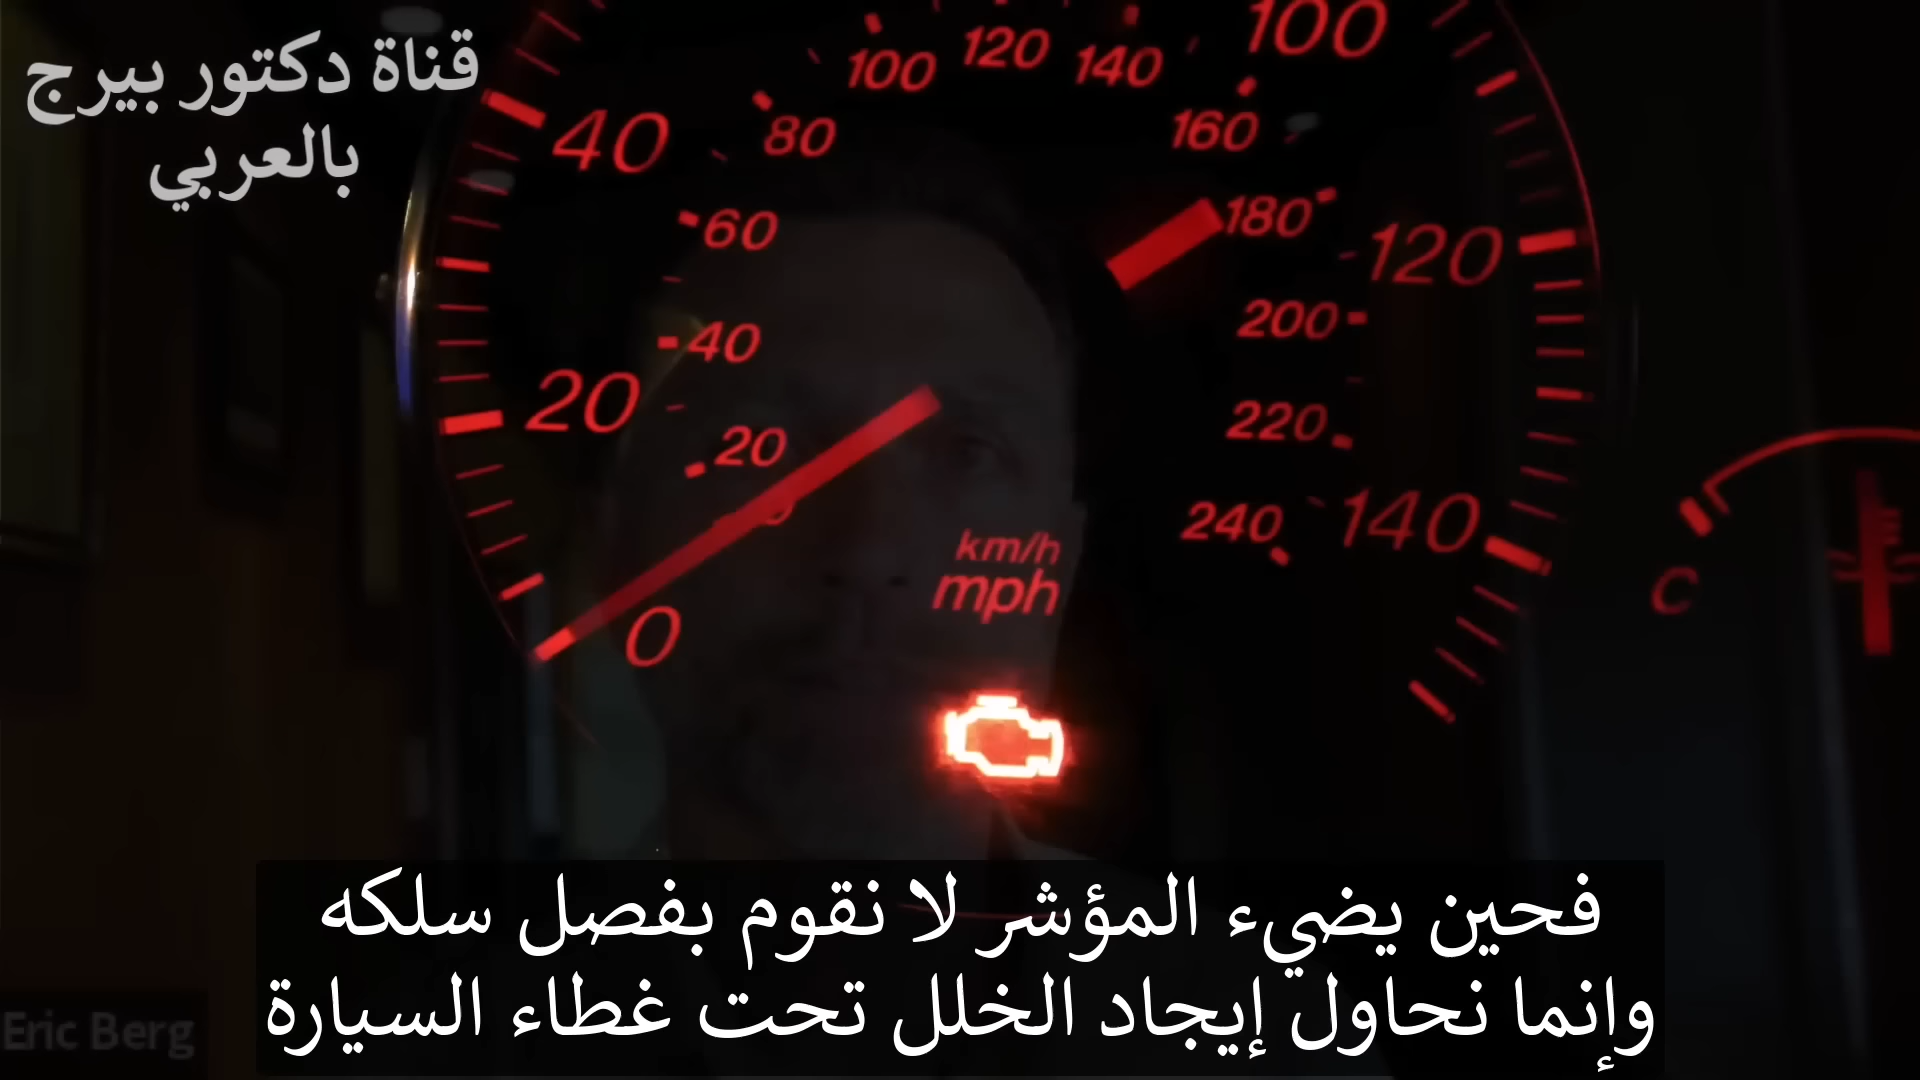 قناة دكتور بيرج
بالعربي
100
120
140
100
40
80
160
60
180
120
40
200
20
20
220
240
140
km/h
mph
0
C
فحين يضيء المؤشر لا نقوم بفصل سلكه
وإنما نحاول إيجاد الخلل تحت غطاء السيارة
Eric Berg